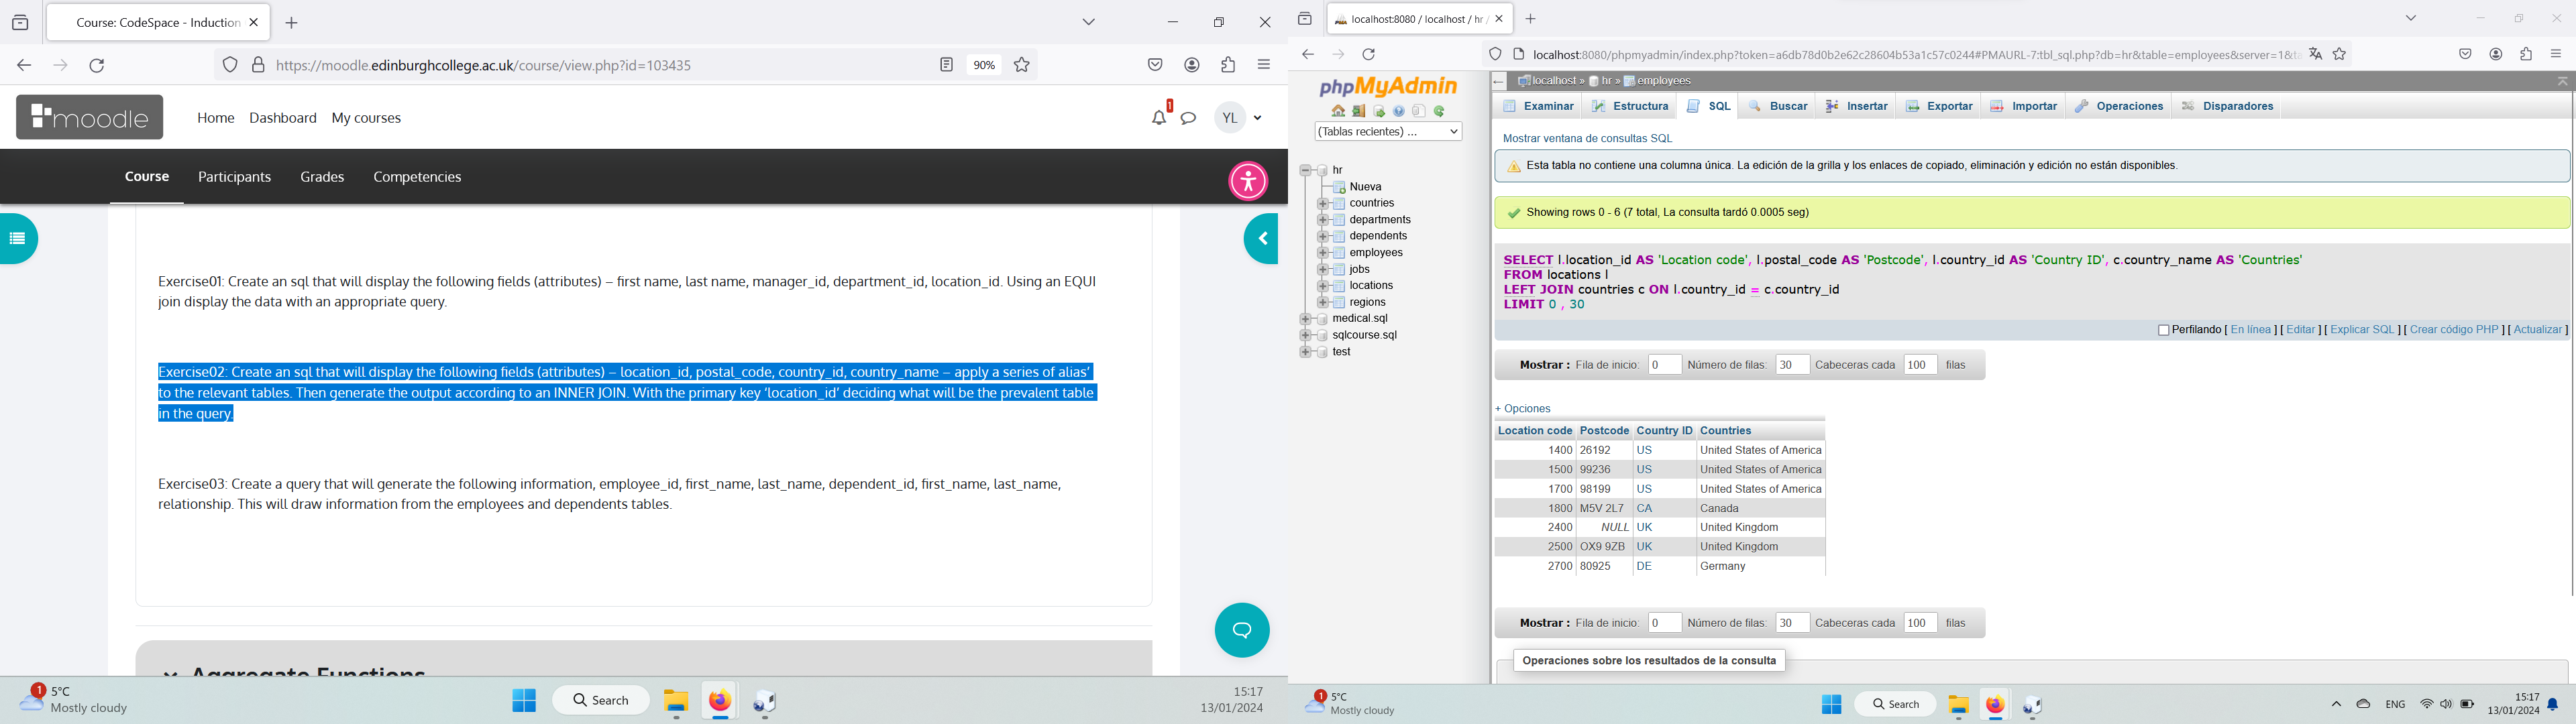 Course: CodeSpace - Induction
https://moodle.edinburghcollege.ac.uk/course/view.php?id=103435
90%
moodle
Home Dashboard My courses
1
YL
Course Participants Grades Competencies
Exercise01: Create an sql that will display the following fields (attributes) – first name, last name, manager_id, department_id, location_id. Using an EQUI
join display the data with an appropriate query.
Exercise02: Create an sql that will display the following fields (attributes) – location_id, postal_code, country_id, country_name – apply a series of alias’
to the relevant tables. Then generate the output according to an INNER JOIN. With the primary key ‘location_id’ deciding what will be the prevalent table
in the query.
Exercise03: Create a query that will generate the following information, employee_id, first_name, last_name, dependent_id, first_name, last_name,
relationship. This will draw information from the employees and dependents tables.
Aggregate Functions
1
5°C
Mostly cloudy
Search
15:17
13/01/2024
localhost:8080 / localhost / hr /
localhost:8080/phpmyadmin/index.php?token=a6db78d0b2e62c28604b53a1c57c0244#PMAURL-7:tbl_sql.php?db=hr&table=employees&server=1&ta
phpMyAdmin
(Tablas recientes) ...
hr
Nueva
countries
departments
dependents
employees
jobs
locations
regions
medical.sql
sqlcourse.sql
test
localhost » hr » employees
Examinar Estructura SQL Buscar Insertar Exportar Importar Operaciones Disparadores
Mostrar ventana de consultas SQL
Esta tabla no contiene una columna única. La edición de la grilla y los enlaces de copiado, eliminación y edición no están disponibles.
Showing rows 0 - 6 (7 total, La consulta tardó 0.0005 seg)
SELECT l.location_id AS 'Location code', l.postal_code AS 'Postcode', l.country_id AS 'Country ID', c.country_name AS 'Countries'
FROM locations l
LEFT JOIN countries c ON l.country_id = c.country_id
LIMIT 0 , 30
Perfilando [ En línea ] [ Editar ] [ Explicar SQL ] [ Crear código PHP ] [ Actualizar ]
Mostrar : Fila de inicio: 0 Número de filas: 30 Cabeceras cada 100 filas
+ Opciones
Location code Postcode Country ID Countries
1400 26192 US United States of America
1500 99236 US United States of America
1700 98199 US United States of America
1800 M5V 2L7 CA Canada
2400 NULL UK United Kingdom
2500 OX9 9ZB UK United Kingdom
2700 80925 DE Germany
Mostrar : Fila de inicio: 0 Número de filas: 30 Cabeceras cada 100 filas
Operaciones sobre los resultados de la consulta
1
5°C
Mostly cloudy
Search
ENG
15:17
13/01/2024